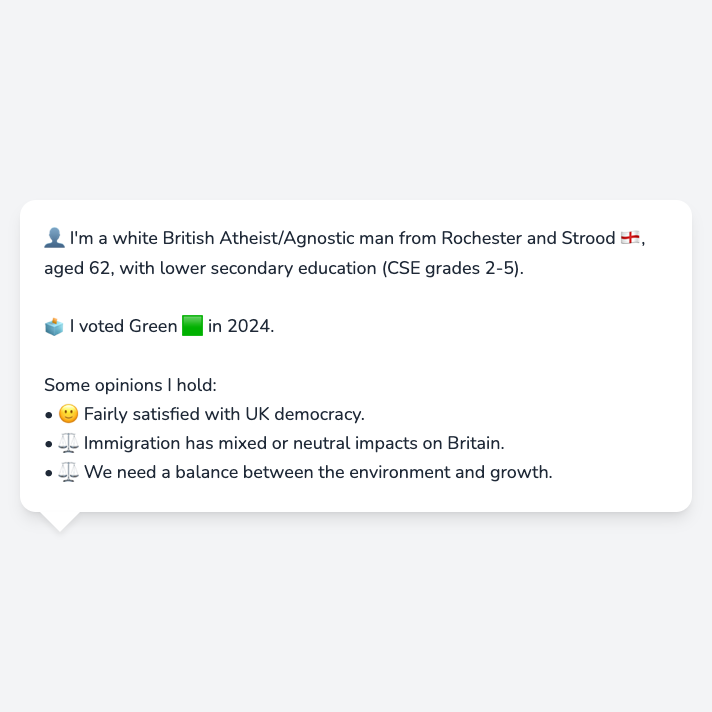 👤 I'm a white British Atheist/Agnostic man from Rochester and Strood 🏴󠁧󠁢󠁥󠁮󠁧󠁿,
aged 62, with lower secondary education (CSE grades 2-5).
🗳️ I voted Green 🟩 in 2024.
Some opinions I hold:
• 🙂 Fairly satisfied with UK democracy.
• ⚖️ Immigration has mixed or neutral impacts on Britain.
• ⚖️ We need a balance between the environment and growth.